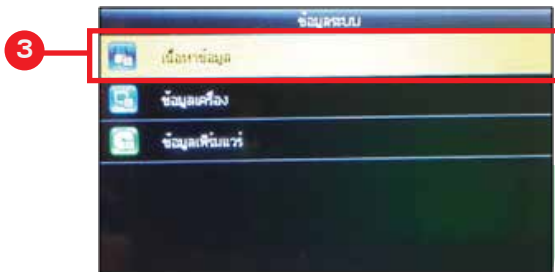 ข้อมูลระบบ
3
เนื้อหาข้อมูล
ข้อมูลเครื่อง
ข้อมูลเฟิร์มแวร์